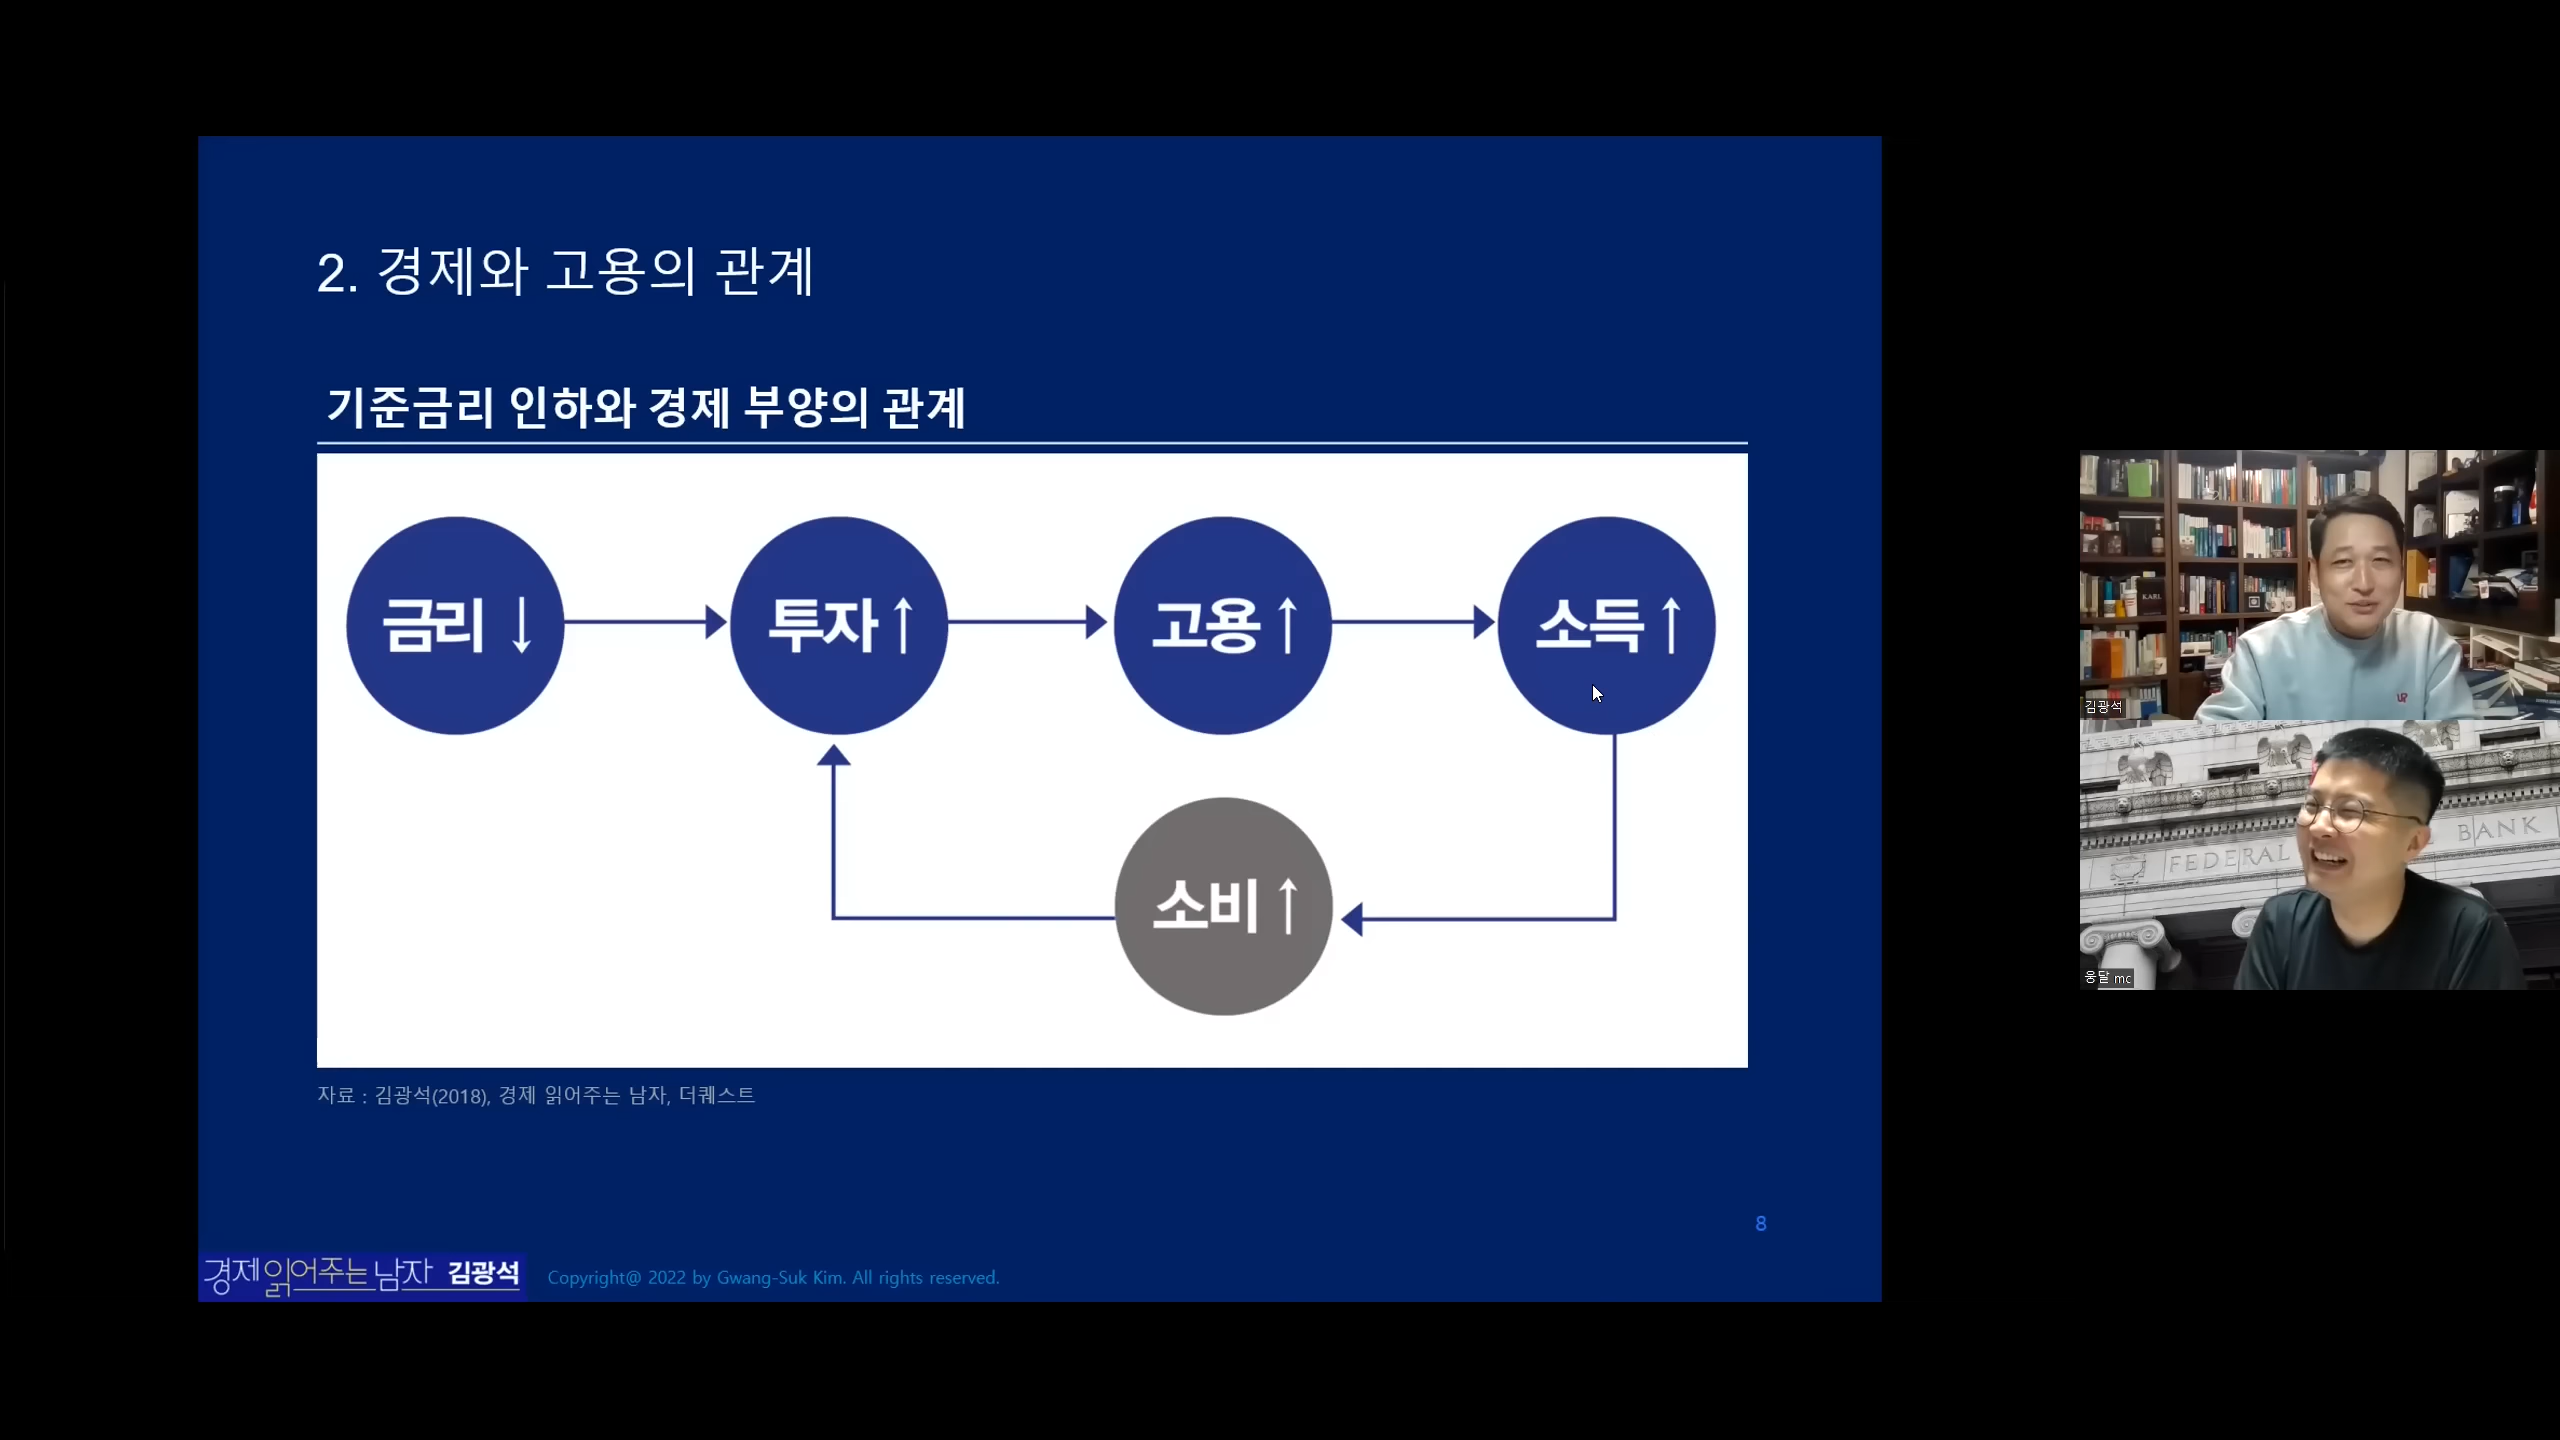 2. 경제와 고용의 관계
기준금리 인하와 경제 부양의 관계
금리 ↓
투자 ↑
고용 ↑
소득 ↑
소비 ↑
자료 : 김광석(2018), 경제 읽어주는 남자, 더퀘스트
8
경제읽어주는남자 김광석
Copyright@ 2022 by Gwang-Suk Kim. All rights reserved.
KARL
김광석
FEDERAL
BANK
웅달 mc